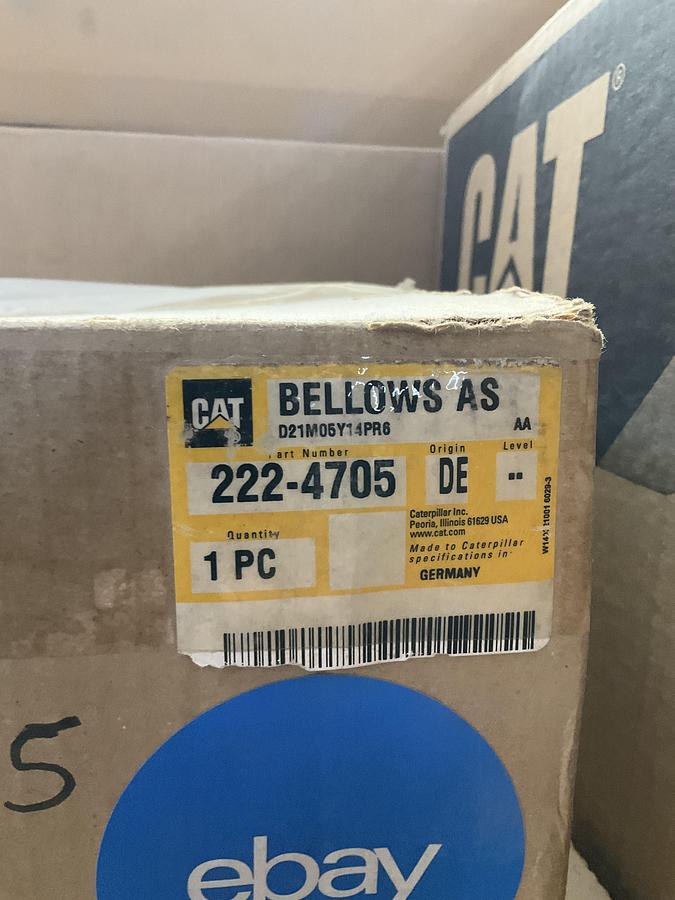 CAT®
CAT
BELLOWS AS
D21M05Y14PR6 AA
art Number Origin Level
222-4705 DE --
Caterpillar Inc.
Peoria, Illinois 61629 USA
www.cat.com
Quantity
1 PC
Made to Caterpillar
specifications in
GERMANY
5
ebay